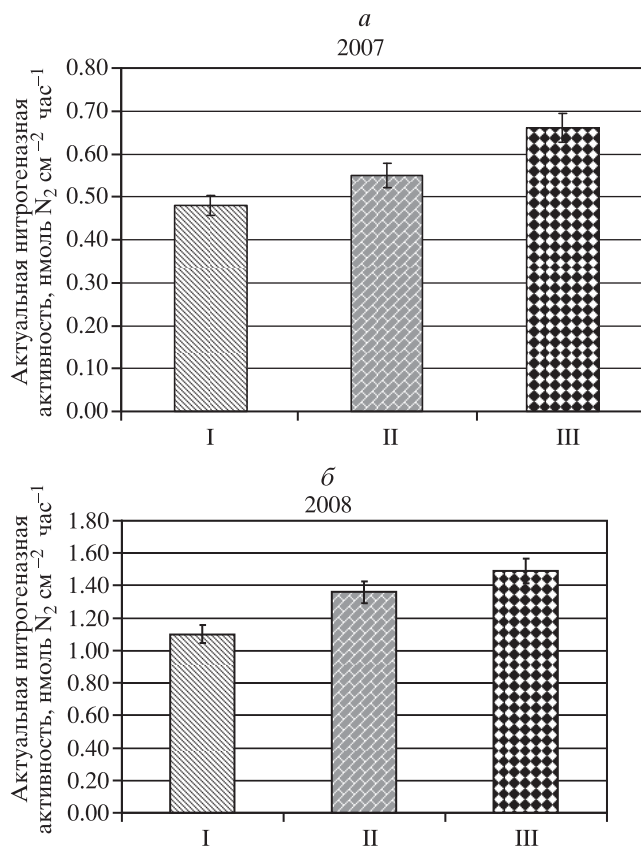 а
2007
Актуальная нитрогеназная
активность, нмоль N₂ см⁻² час⁻¹
0.80
0.70
0.60
0.50
0.40
0.30
0.20
0.10
0.00
I
II
III
б
2008
Актуальная нитрогеназная
активность, нмоль N₂ см⁻² час⁻¹
1.80
1.60
1.40
1.20
1.00
0.80
0.60
0.40
0.20
0.00
I
II
III